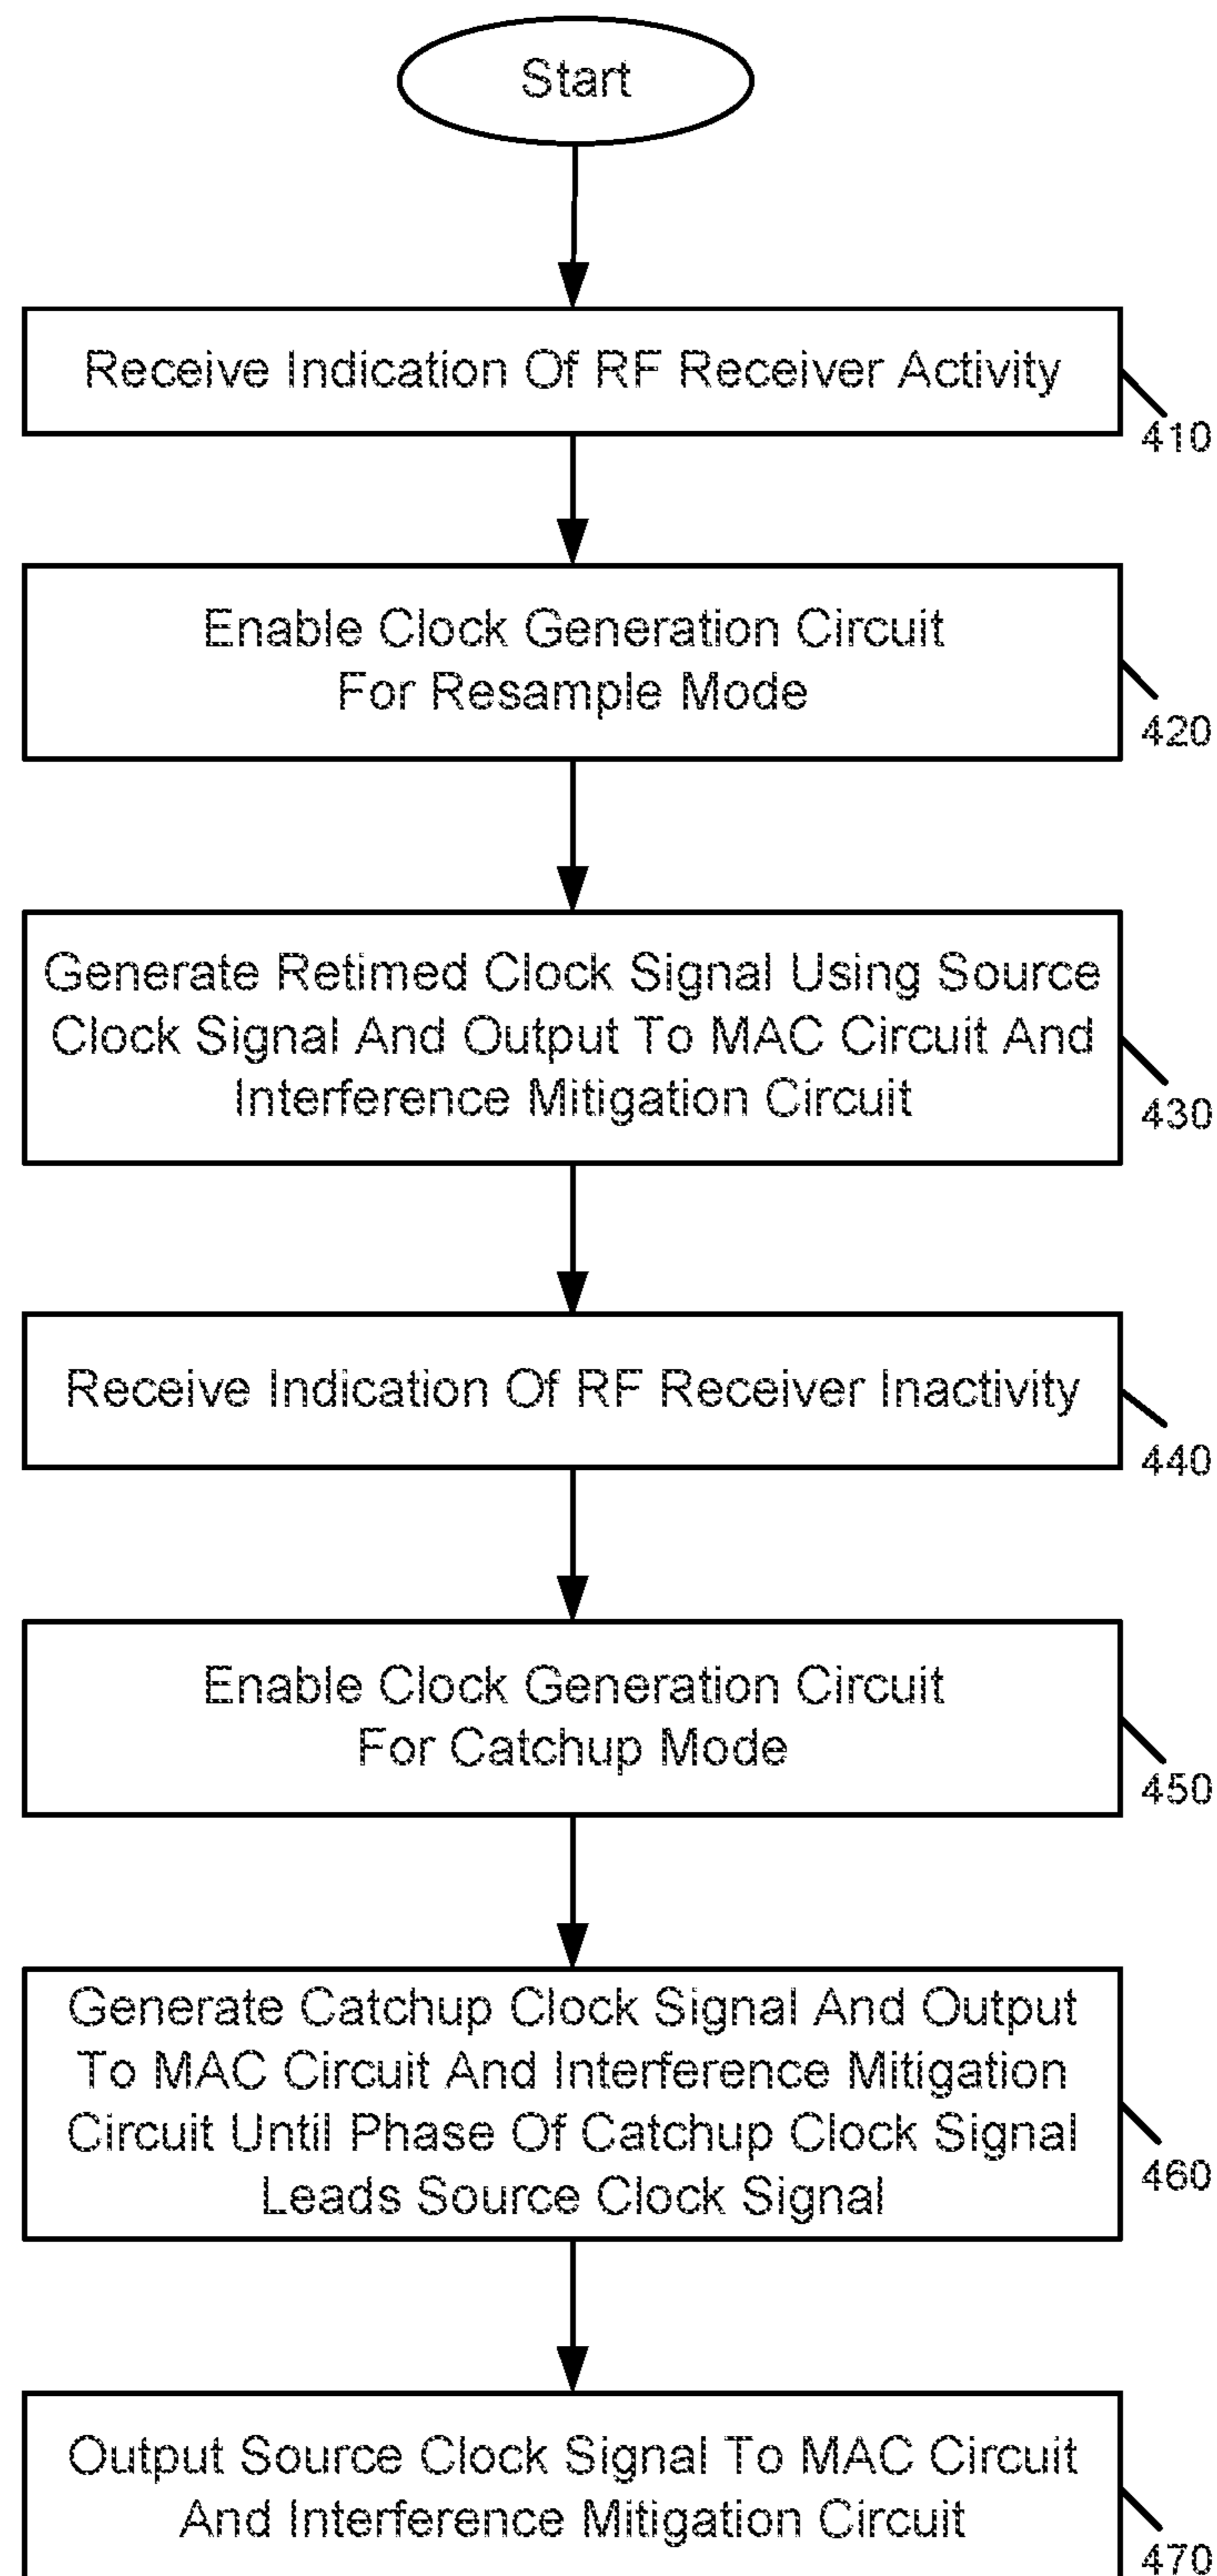 Start
Receive Indication Of RF Receiver Activity
410
Enable Clock Generation Circuit
For Resample Mode
420
Generate Retimed Clock Signal Using Source
Clock Signal And Output To MAC Circuit And
Interference Mitigation Circuit
430
Receive Indication Of RF Receiver Inactivity
440
Enable Clock Generation Circuit
For Catchup Mode
450
Generate Catchup Clock Signal And Output
To MAC Circuit And Interference Mitigation
Circuit Until Phase Of Catchup Clock Signal
Leads Source Clock Signal
460
Output Source Clock Signal To MAC Circuit
And Interference Mitigation Circuit
470